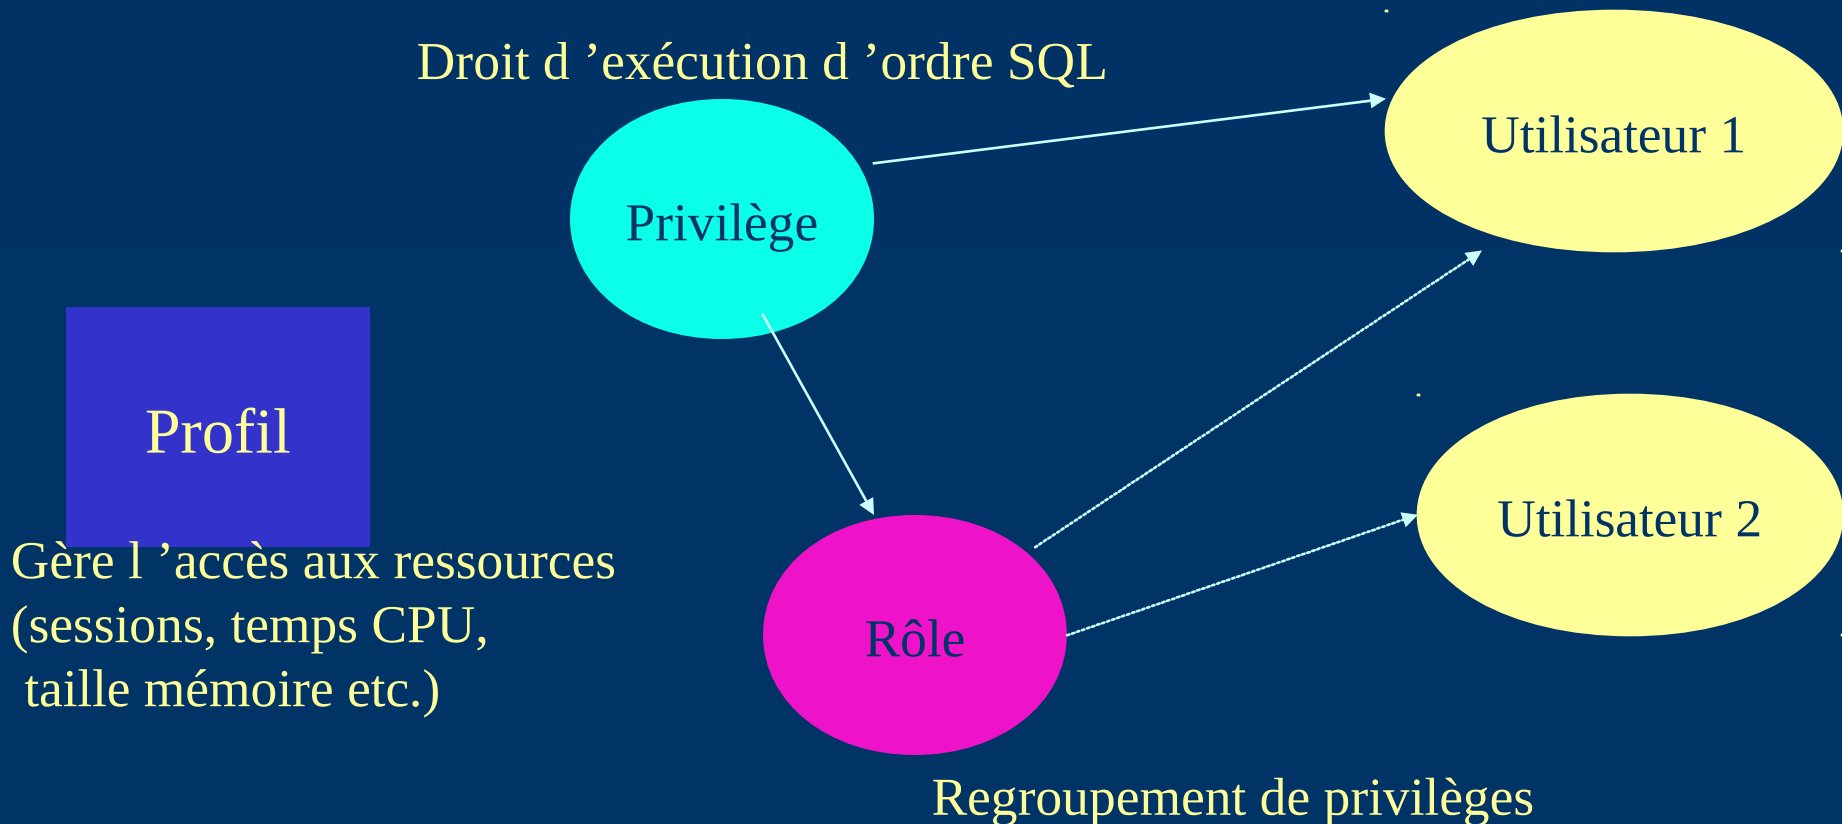 Droit d ’exécution d ’ordre SQL
Utilisateur 1
Privilège
Profil
Utilisateur 2
Gère l ’accès aux ressources
(sessions, temps CPU,
taille mémoire etc.)
Rôle
Regroupement de privilèges